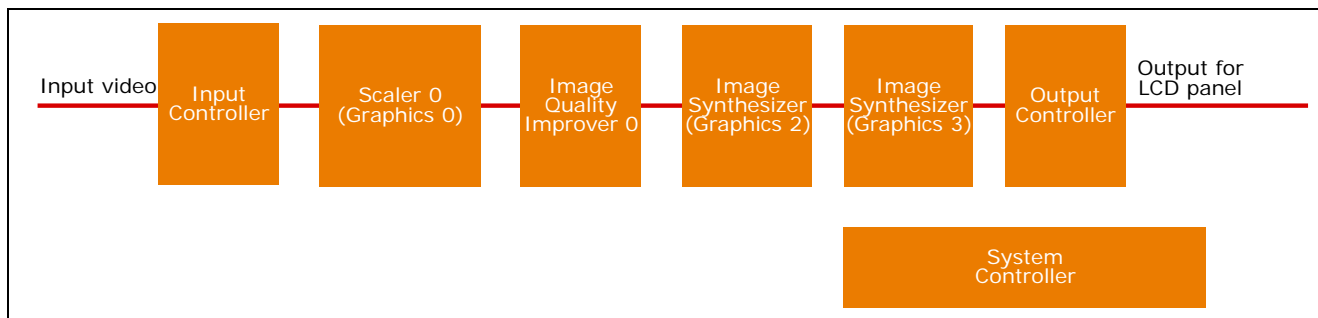 Input video
Input
Controller
Scaler 0
(Graphics 0)
Image
Quality
Improver 0
Image
Synthesizer
(Graphics 2)
Image
Synthesizer
(Graphics 3)
Output
Controller
Output for
LCD panel
System
Controller